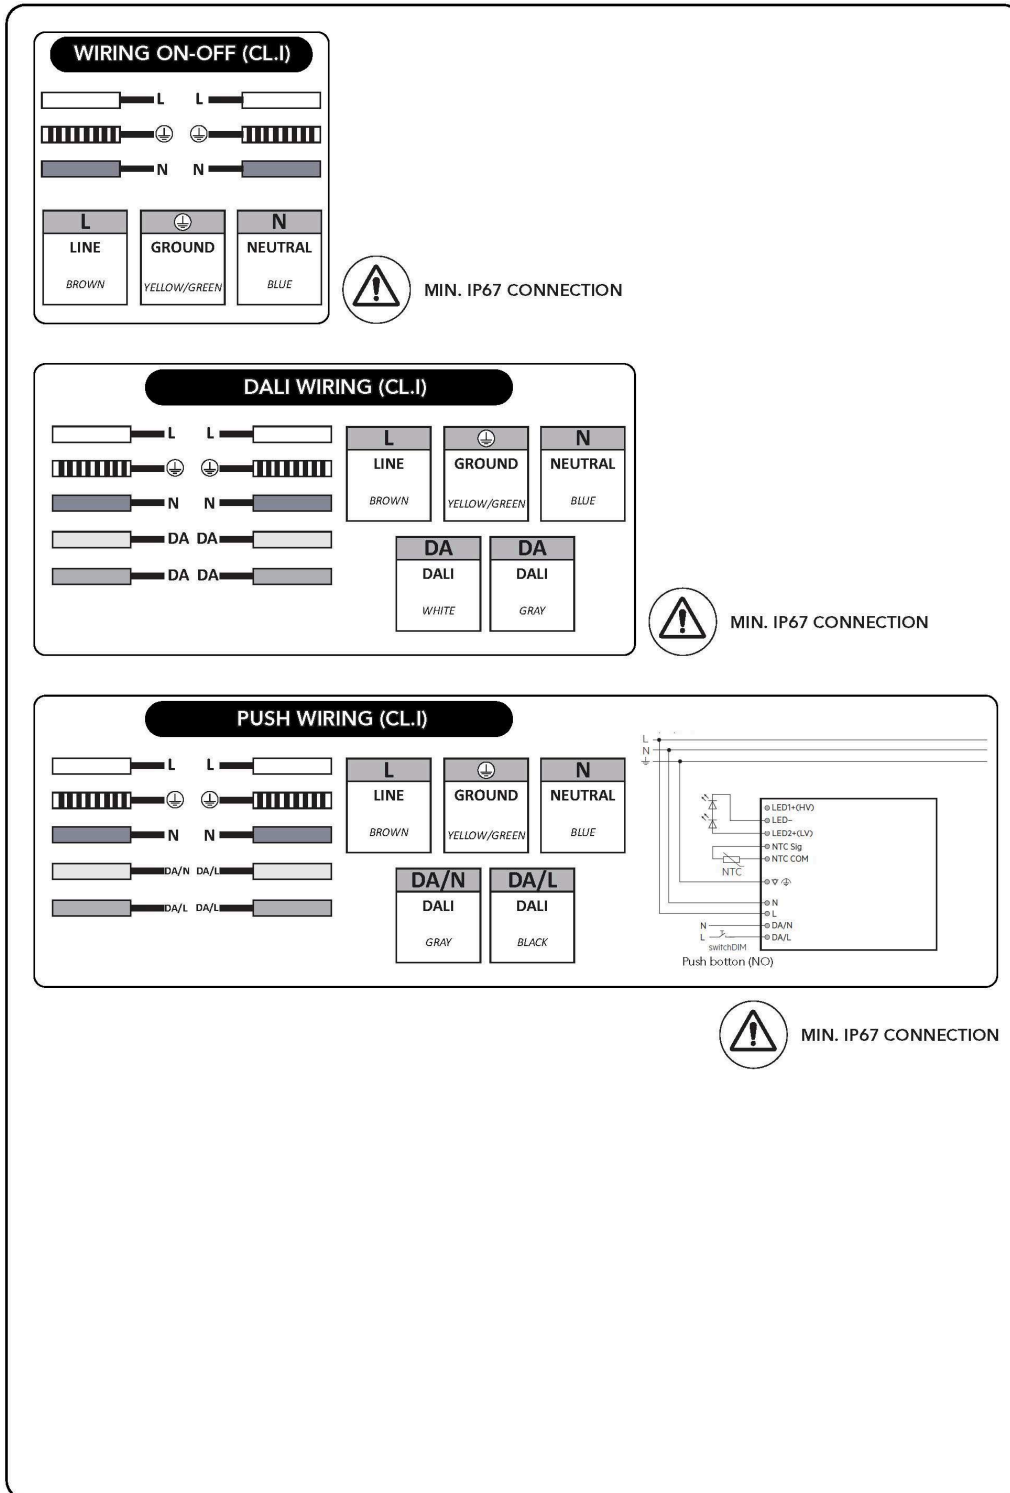 WIRING ON-OFF (CL.I)
L L
N N
L N
LINE GROUND NEUTRAL
BROWN YELLOW/GREEN BLUE
MIN. IP67 CONNECTION
DALI WIRING (CL.I)
L L
N N
DA DA
DA DA
L N
LINE GROUND NEUTRAL
BROWN YELLOW/GREEN BLUE
DA DA
DALI DALI
WHITE GRAY
MIN. IP67 CONNECTION
PUSH WIRING (CL.I)
L L
N N
DA/N DA/L
DA/L DA/L
L N
LINE GROUND NEUTRAL
BROWN YELLOW/GREEN BLUE
DA/N DA/L
DALI DALI
GRAY BLACK
L
N
LED1+(HV)
LED-
LED2+(LV)
NTC Sig
NTC COM
NTC
N
L
N DA/N
L DA/L
switchDIM
Push botton (NO)
MIN. IP67 CONNECTION